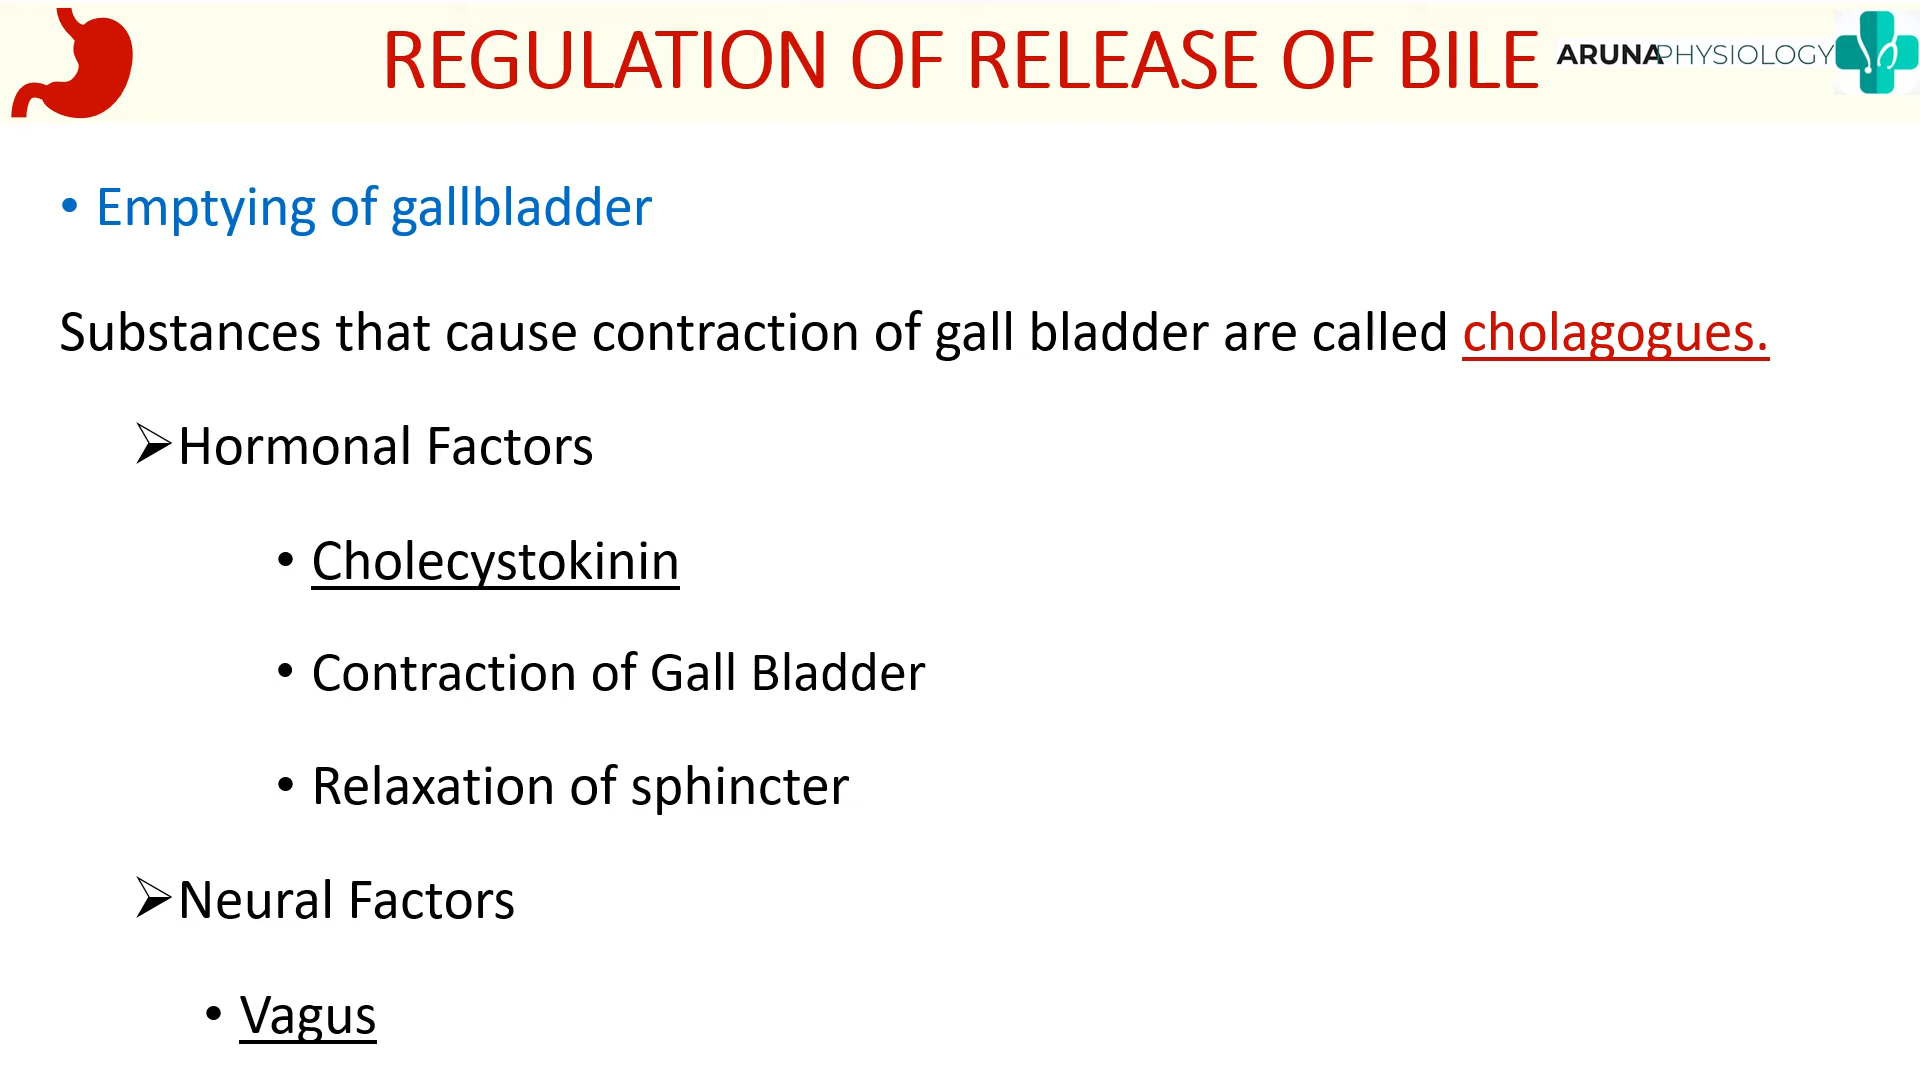 REGULATION OF RELEASE OF BILE
ARUNAPHYSIOLOGY
• Emptying of gallbladder
Substances that cause contraction of gall bladder are called cholagogues.
➢Hormonal Factors
• Cholecystokinin
• Contraction of Gall Bladder
• Relaxation of sphincter
➢Neural Factors
• Vagus